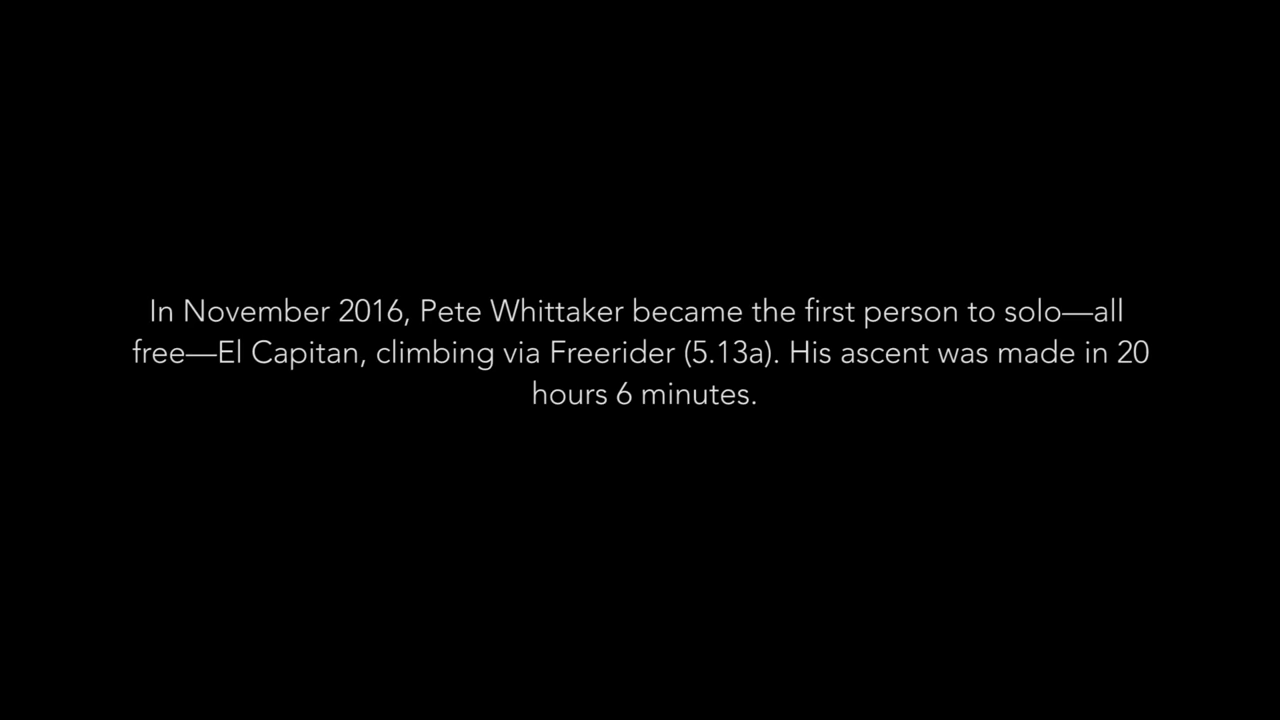 In November 2016, Pete Whittaker became the first person to solo—all
free—El Capitan, climbing via Freerider (5.13a). His ascent was made in 20
hours 6 minutes.